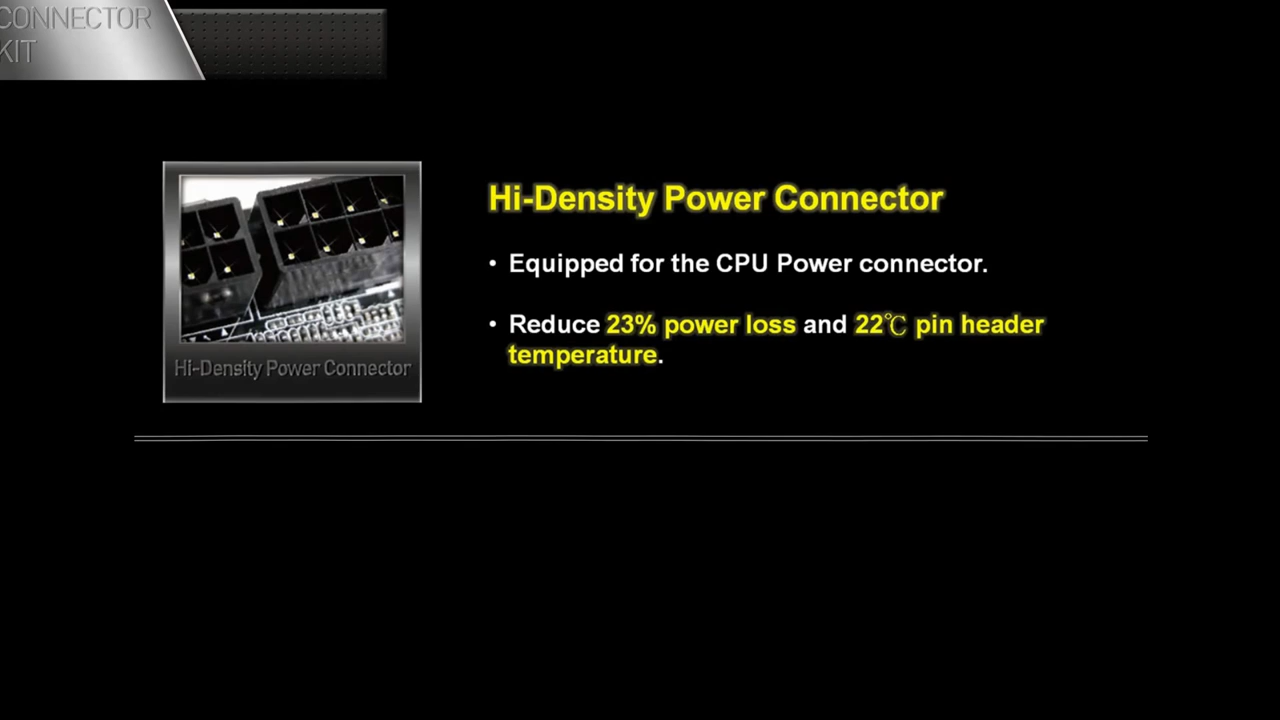 CONNECTOR
KIT
Hi-Density Power Connector
• Equipped for the CPU Power connector.
• Reduce 23% power loss and 22℃ pin header
temperature.
Hi-Density Power Connector